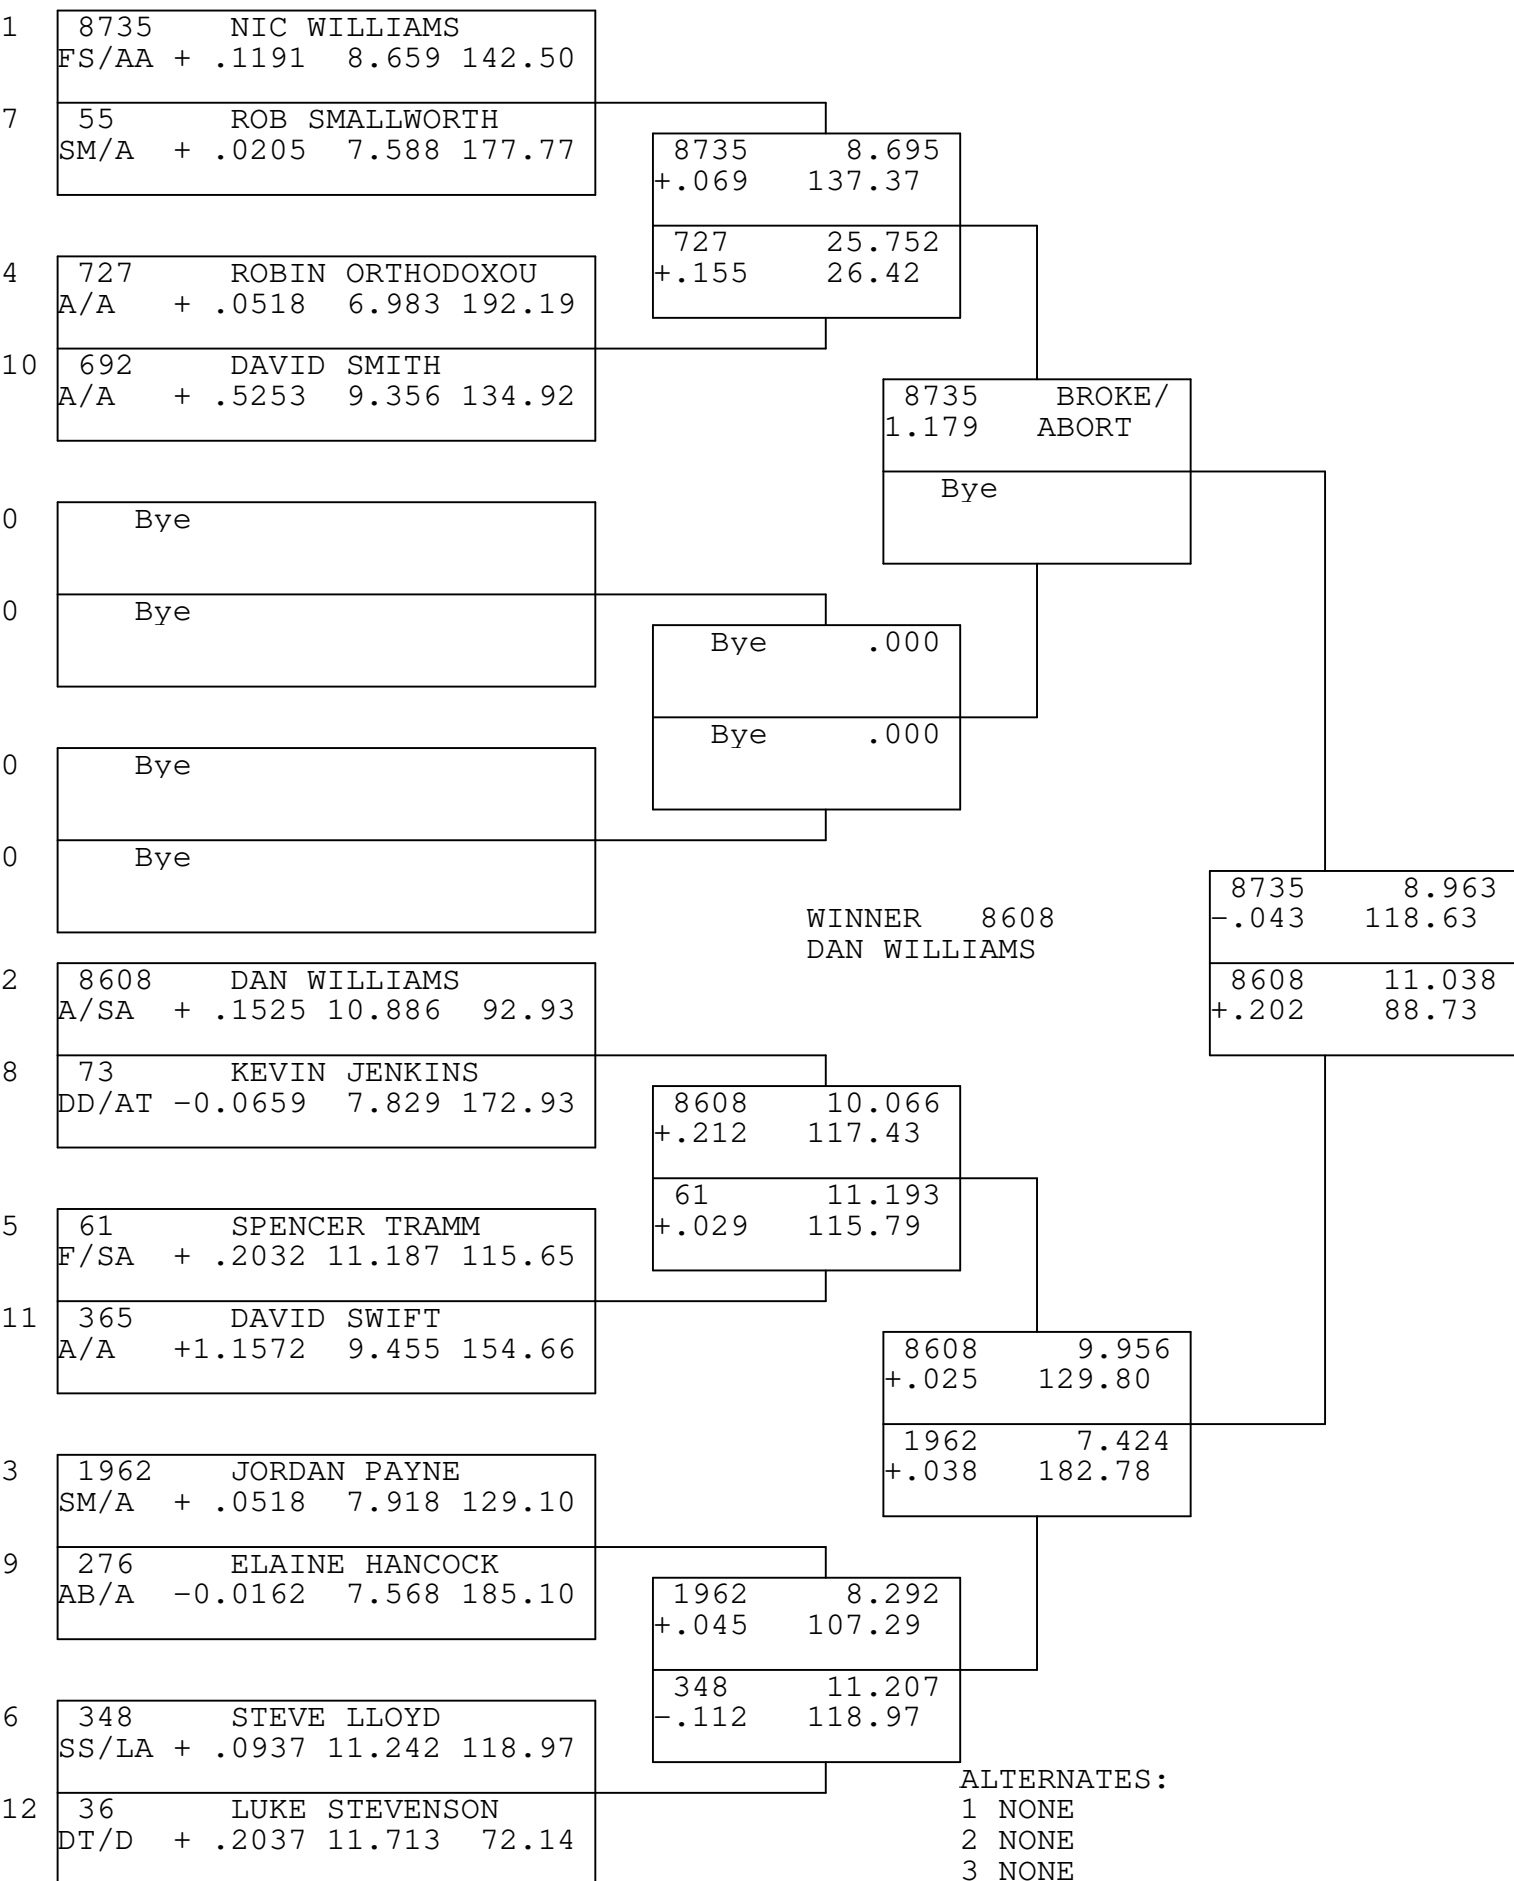 1 8735 NIC WILLIAMS
FS/AA + .1191 8.659 142.50
7 55 ROB SMALLWORTH
SM/A + .0205 7.588 177.77
8735 8.695
+.069 137.37
727 25.752
+.155 26.42
4 727 ROBIN ORTHODOXOU
A/A + .0518 6.983 192.19
10 692 DAVID SMITH
A/A + .5253 9.356 134.92
8735 BROKE/
1.179 ABORT
Bye
0 Bye
0 Bye
Bye .000
Bye .000
0 Bye
0 Bye
WINNER 8608
DAN WILLIAMS
8735 8.963
-.043 118.63
8608 11.038
+.202 88.73
2 8608 DAN WILLIAMS
A/SA + .1525 10.886 92.93
8 73 KEVIN JENKINS
DD/AT -0.0659 7.829 172.93
8608 10.066
+.212 117.43
61 11.193
+.029 115.79
5 61 SPENCER TRAMM
F/SA + .2032 11.187 115.65
11 365 DAVID SWIFT
A/A +1.1572 9.455 154.66
8608 9.956
+.025 129.80
1962 7.424
+.038 182.78
3 1962 JORDAN PAYNE
SM/A + .0518 7.918 129.10
9 276 ELAINE HANCOCK
AB/A -0.0162 7.568 185.10
1962 8.292
+.045 107.29
348 11.207
-.112 118.97
6 348 STEVE LLOYD
SS/LA + .0937 11.242 118.97
12 36 LUKE STEVENSON
DT/D + .2037 11.713 72.14
ALTERNATES:
1 NONE
2 NONE
3 NONE